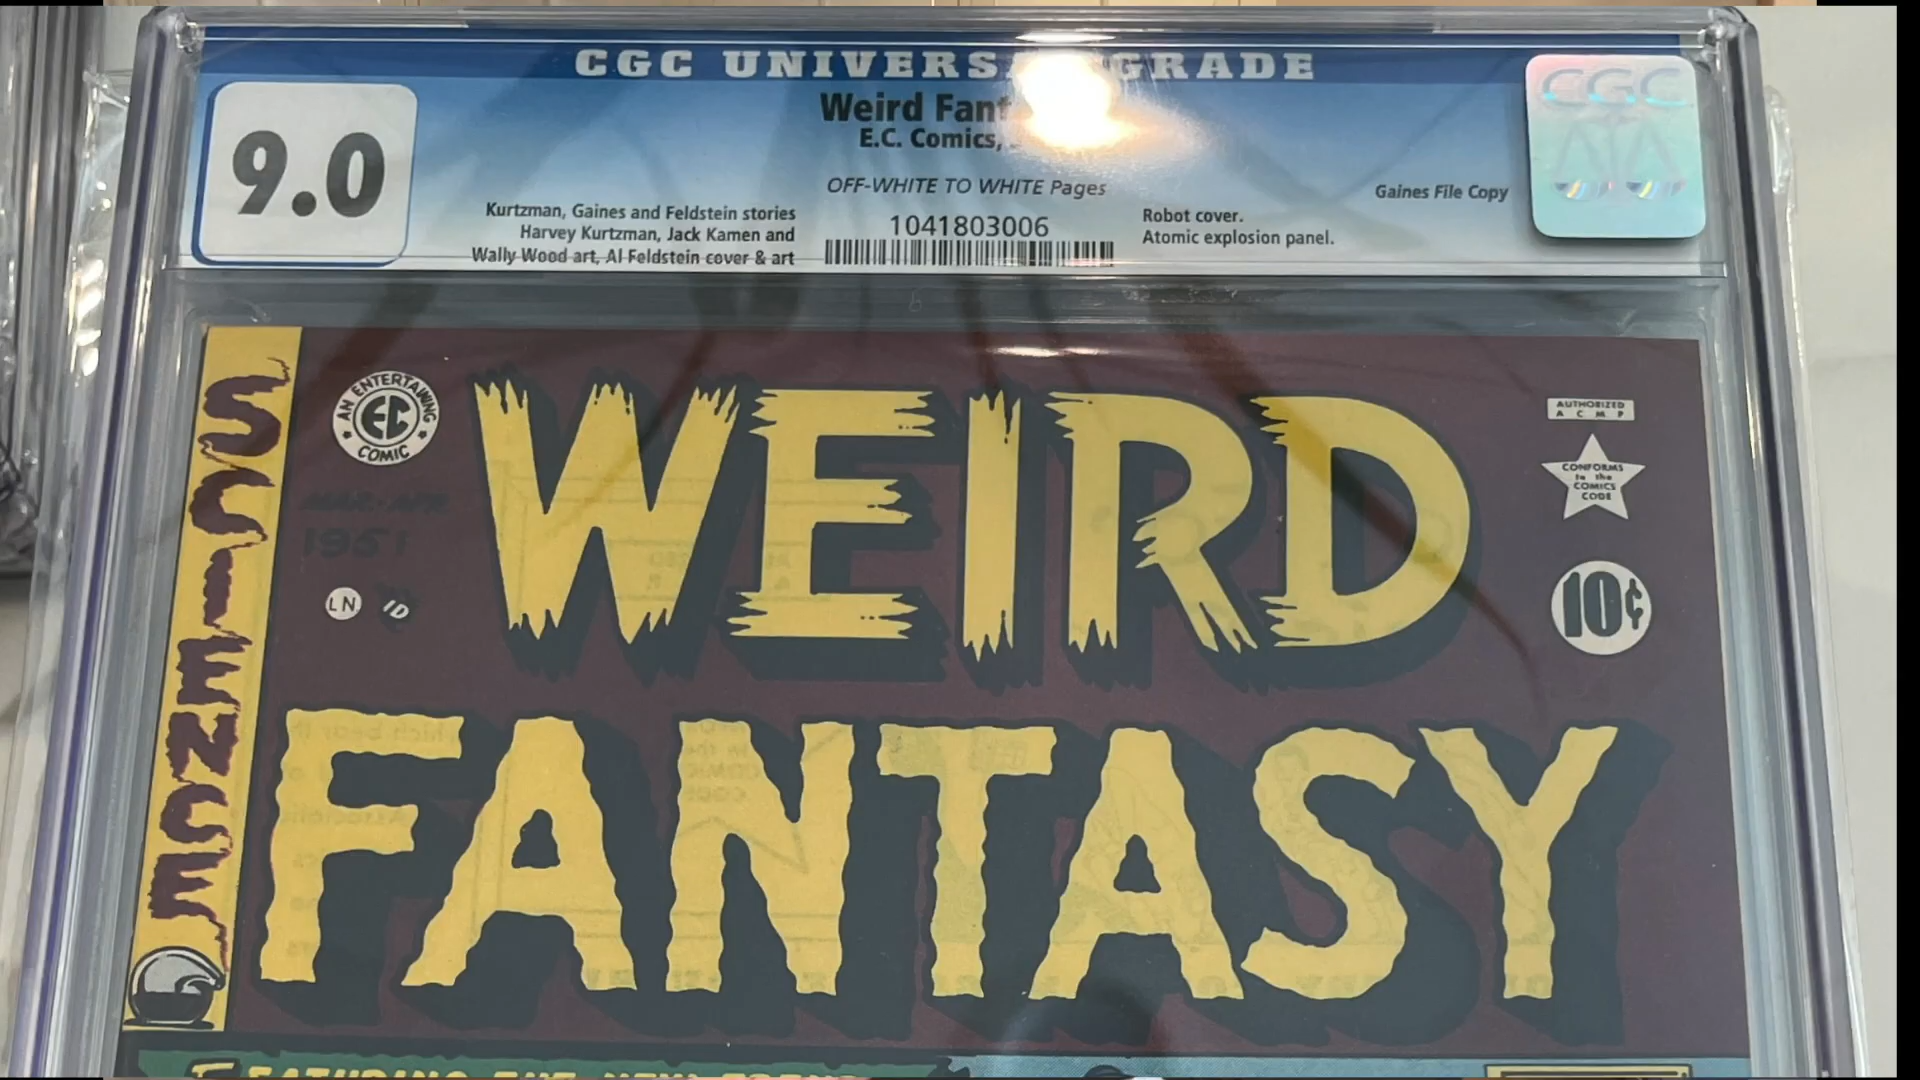 CGC UNIVERS GRADE
9.0
Weird Fant
E.C. Comics,
CGC
OFF-WHITE TO WHITE Pages
Gaines File Copy
Kurtzman, Gaines and Feldstein stories
Harvey Kurtzman, Jack Kamen and
Wally Wood art, Al Feldstein cover & art
1041803006
Robot cover.
Atomic explosion panel.
SCIENCE
AN ENTERTAINING
EC
COMIC
MAR.-APR.
1951
LN
ID
WEIRD
AUTHORIZED
A C M P
CONFORMS
to the
COMICS
CODE
10¢
FANTASY